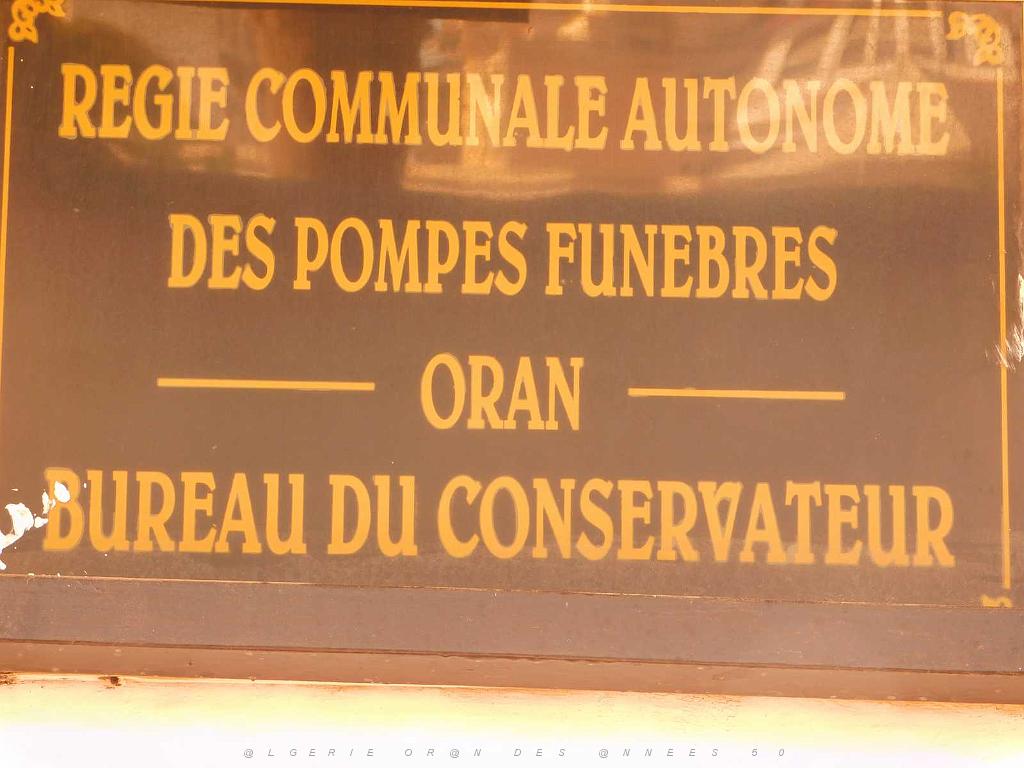 REGIE COMMUNALE AUTONOME
DES POMPES FUNEBRES
ORAN
BUREAU DU CONSERVATEUR
@LGERIE OR@N DES @NNEES 50